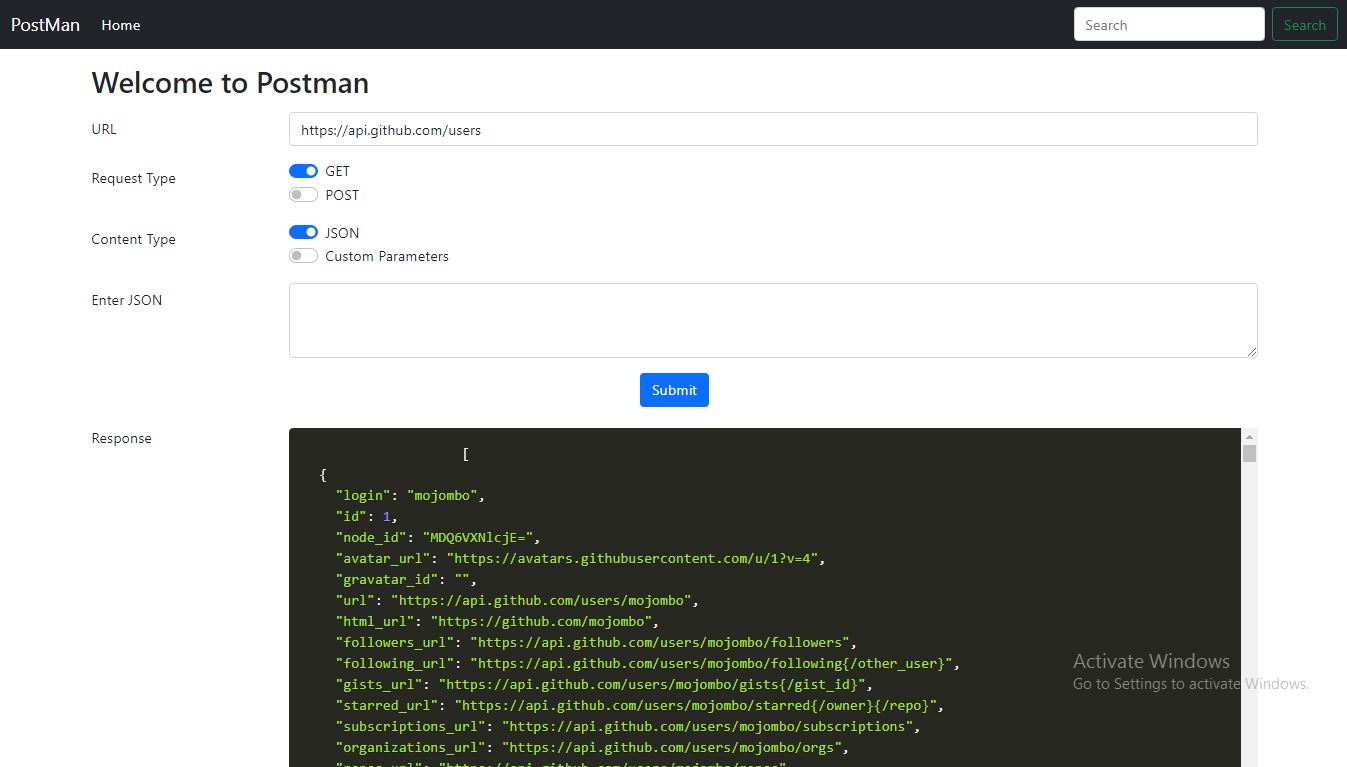 PostMan Home Search Search
Welcome to Postman
URL https://api.github.com/users
Request Type GET
POST
Content Type JSON
Custom Parameters
Enter JSON
Submit
Response
[
{
"login": "mojombo",
"id": 1,
"node_id": "MDQ6VXNlcjE=",
"avatar_url": "https://avatars.githubusercontent.com/u/1?v=4",
"gravatar_id": "",
"url": "https://api.github.com/users/mojombo",
"html_url": "https://github.com/mojombo",
"followers_url": "https://api.github.com/users/mojombo/followers",
"following_url": "https://api.github.com/users/mojombo/following{/other_user}",
"gists_url": "https://api.github.com/users/mojombo/gists{/gist_id}",
"starred_url": "https://api.github.com/users/mojombo/starred{/owner}{/repo}",
"subscriptions_url": "https://api.github.com/users/mojombo/subscriptions",
"organizations_url": "https://api.github.com/users/mojombo/orgs",
Activate Windows
Go to Settings to activate Windows.